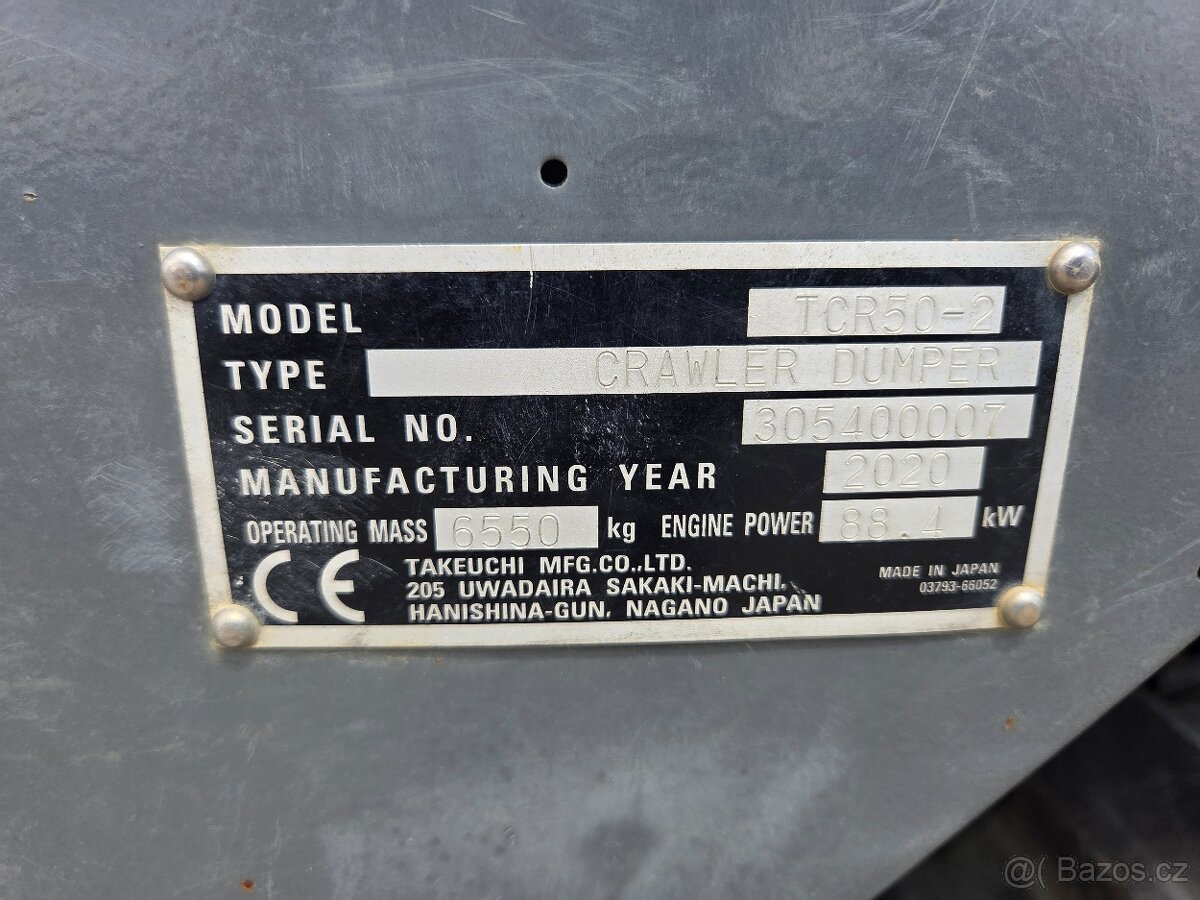 MODEL TCR50-2
TYPE CRAWLER DUMPER
SERIAL NO. 305400007
MANUFACTURING YEAR 2020
OPERATING MASS 6550 kg ENGINE POWER 88.4 kW
CE
TAKEUCHI MFG.CO.,LTD.
205 UWADAIRA SAKAKI-MACHI,
HANISHINA-GUN, NAGANO JAPAN
MADE IN JAPAN
03793-66052
@( Bazos.cz